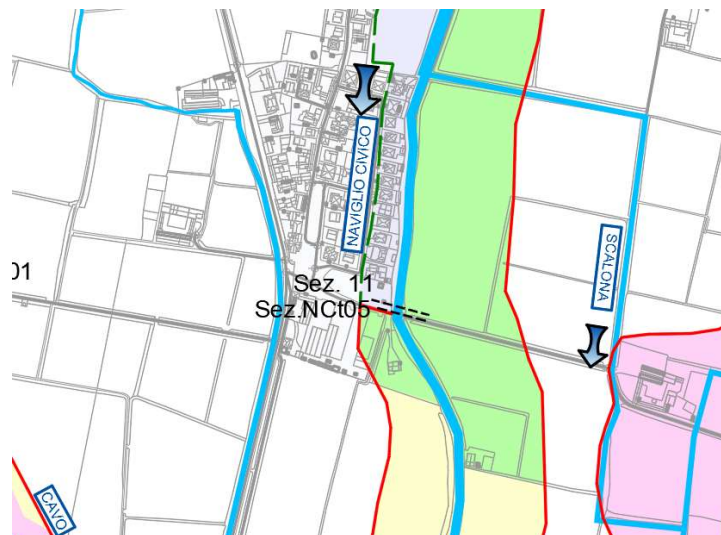 NAVIGLIO CIVICO
SCALONA
01
Sez. 11
Sez.NCt05
CAVO